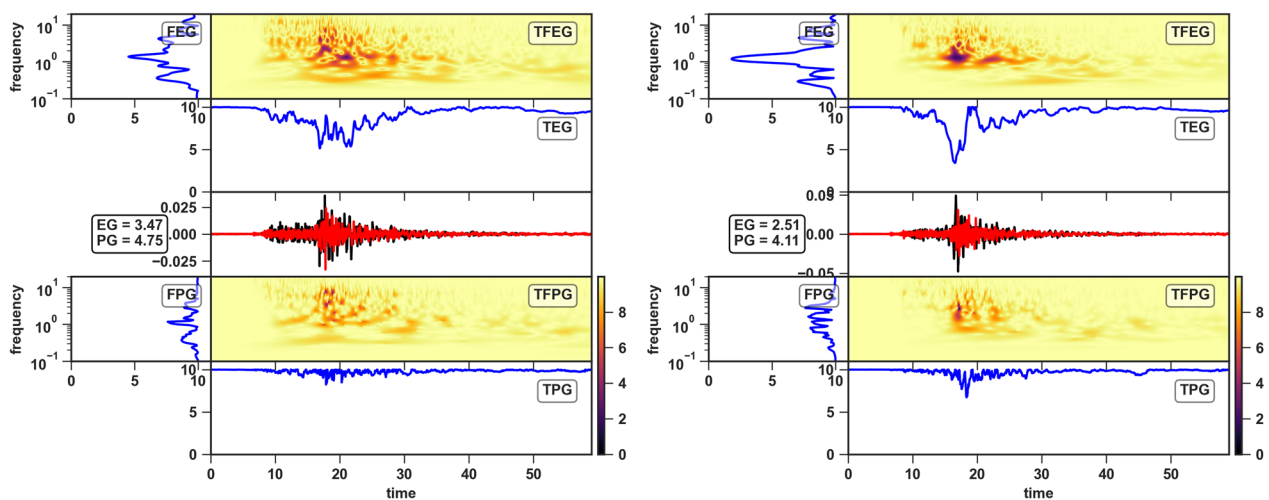 10¹
10⁰
10⁻¹
frequency
FEG
0
5
10
TFEG
10
5
0
TEG
0.025
0.000
−0.025
EG = 3.47
PG = 4.75
10¹
10⁰
10⁻¹
frequency
FPG
0
5
10
TFPG
10
5
0
TPG
0
10
20
30
40
50
time
8
6
4
2
0
10¹
10⁰
10⁻¹
frequency
FEG
0
5
10
TFEG
10
5
0
TEG
0.05
0.00
−0.05
EG = 2.51
PG = 4.11
10¹
10⁰
10⁻¹
frequency
FPG
0
5
10
TFPG
10
5
0
TPG
0
10
20
30
40
50
time
8
6
4
2
0